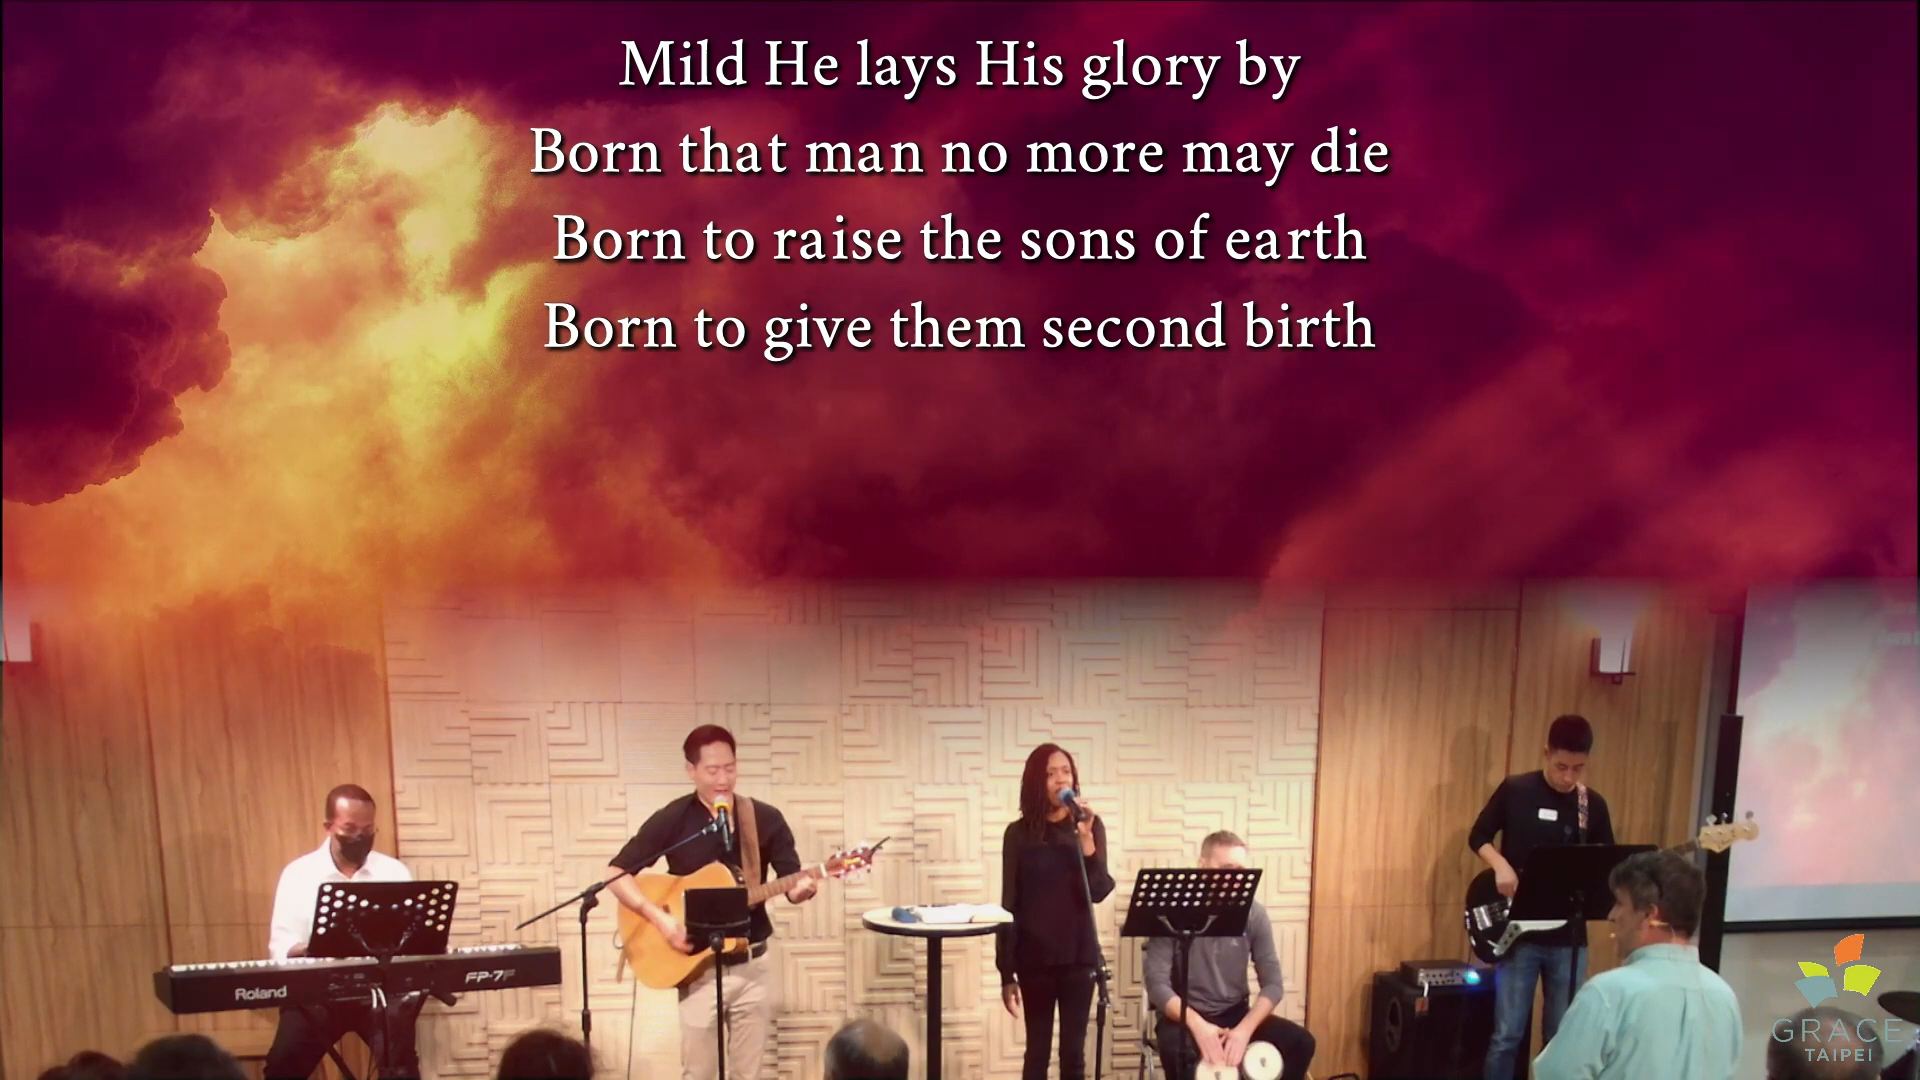 Mild He lays His glory by
Born that man no more may die
Born to raise the sons of earth
Born to give them second birth
Roland
FP-7F
GRACE
TAIPEI